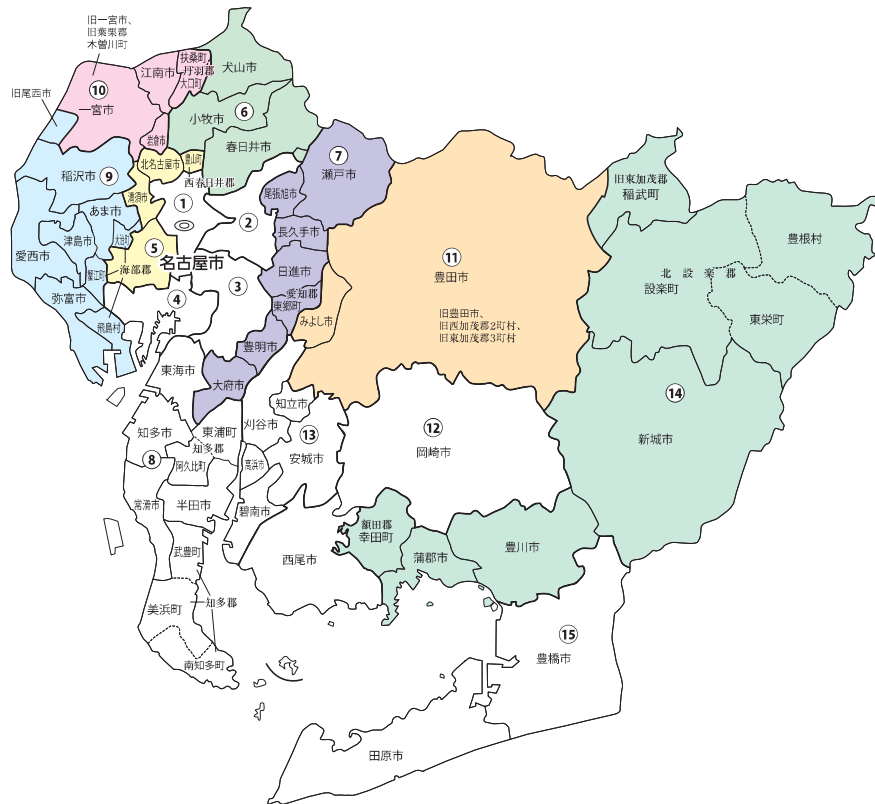 旧一宮市、
旧葉栗郡
木曽川町
江南市
扶桑町
丹羽郡
大口町
犬山市
⑩
一宮市
旧尾西市
小牧市
⑥
岩倉市
春日井市
北名古屋市
豊山町
西春日井郡
⑦
瀬戸市
稲沢市
⑨
清須市
①
尾張旭市
②
あま市
大治町
長久手市
津島市
愛西市
⑤
海部郡
名古屋市
蟹江町
③
④
日進市
愛知郡
東郷町
弥富市
飛島村
みよし市
⑪
豊田市
旧豊田市、
旧西加茂郡2町村、
旧東加茂郡3町村
旧東加茂郡
稲武町
豊根村
北設楽郡
設楽町
東栄町
豊明市
東海市
大府市
知立市
知多市
東浦町
刈谷市
知多郡
⑧
阿久比町
⑬
安城市
高浜市
⑫
岡崎市
⑭
新城市
常滑市
半田市
碧南市
額田郡
幸田町
武豊町
西尾市
蒲郡市
豊川市
美浜町
知多郡
⑮
豊橋市
南知多町
田原市